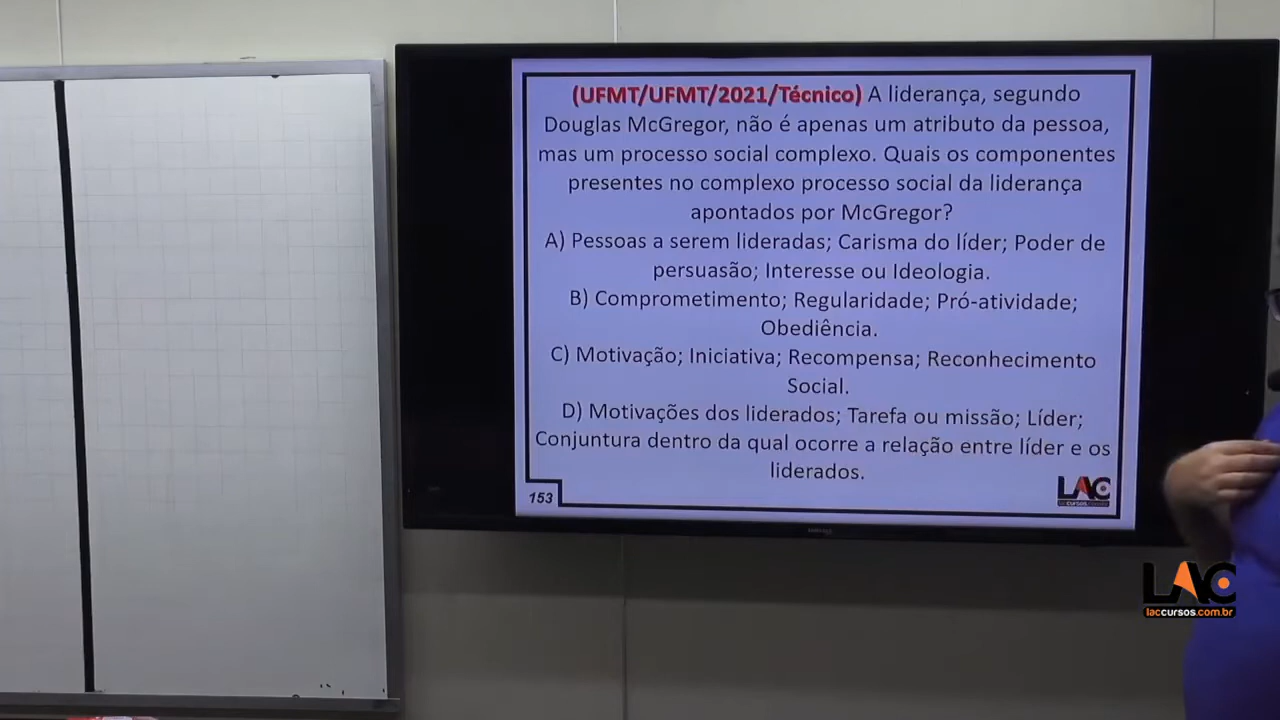 (UFMT/UFMT/2021/Técnico) A liderança, segundo
Douglas McGregor, não é apenas um atributo da pessoa,
mas um processo social complexo. Quais os componentes
presentes no complexo processo social da liderança
apontados por McGregor?
A) Pessoas a serem lideradas; Carisma do líder; Poder de
persuasão; Interesse ou Ideologia.
B) Comprometimento; Regularidade; Pró-atividade;
Obediência.
C) Motivação; Iniciativa; Recompensa; Reconhecimento
Social.
D) Motivações dos liderados; Tarefa ou missão; Líder;
Conjuntura dentro da qual ocorre a relação entre líder e os
liderados.
153
LAC
laccursos.com.br
LAC
laccursos.com.br